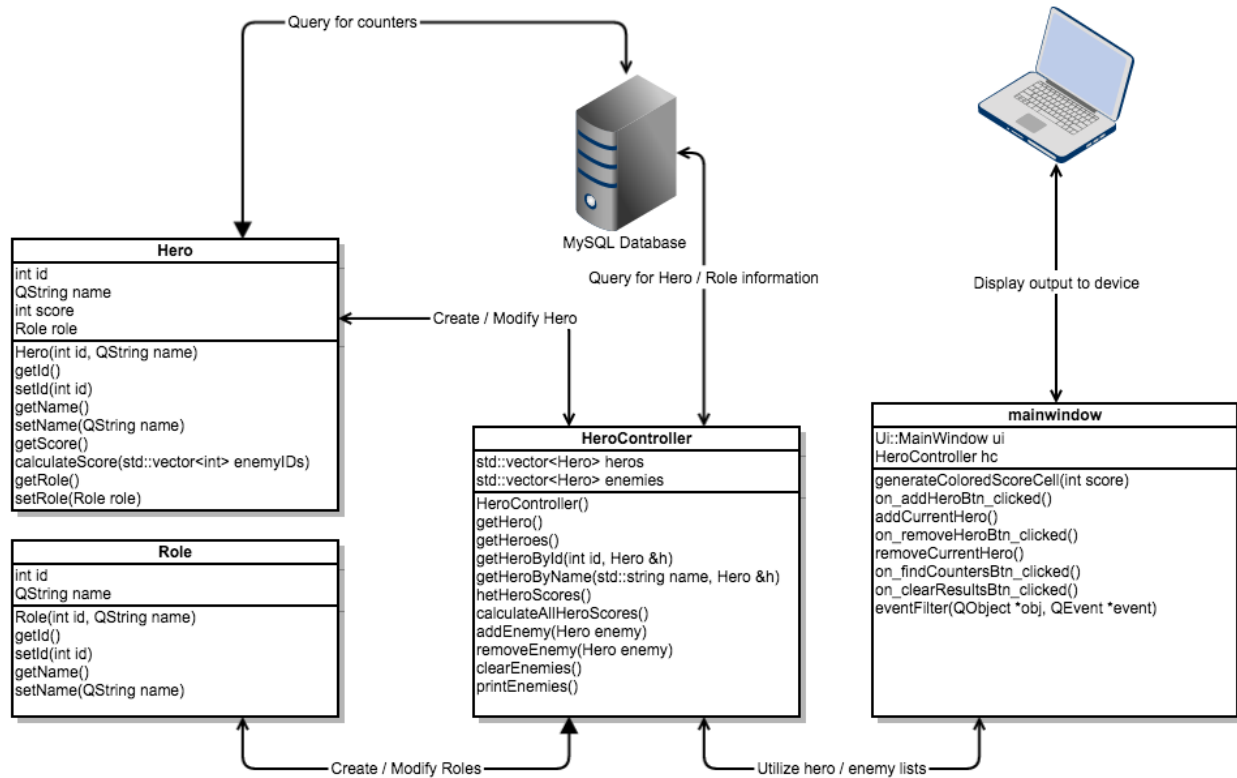 Query for counters
MySQL Database
Query for Hero / Role information
Display output to device
Hero
int id
QString name
int score
Role role
Hero(int id, QString name)
getId()
setId(int id)
getName()
setName(QString name)
getScore()
calculateScore(std::vector<int> enemyIDs)
getRole()
setRole(Role role)
Create / Modify Hero
Role
int id
QString name
Role(int id, QString name)
getId()
setId(int id)
getName()
setName(QString name)
HeroController
std::vector<Hero> heros
std::vector<Hero> enemies
HeroController()
getHero()
getHeroes()
getHeroById(int id, Hero &h)
getHeroByName(std::string name, Hero &h)
hetHeroScores()
calculateAllHeroScores()
addEnemy(Hero enemy)
removeEnemy(Hero enemy)
clearEnemies()
printEnemies()
mainwindow
Ui::MainWindow ui
HeroController hc
generateColoredScoreCell(int score)
on_addHeroBtn_clicked()
addCurrentHero()
on_removeHeroBtn_clicked()
removeCurrentHero()
on_findCountersBtn_clicked()
on_clearResultsBtn_clicked()
eventFilter(QObject *obj, QEvent *event)
Create / Modify Roles
Utilize hero / enemy lists